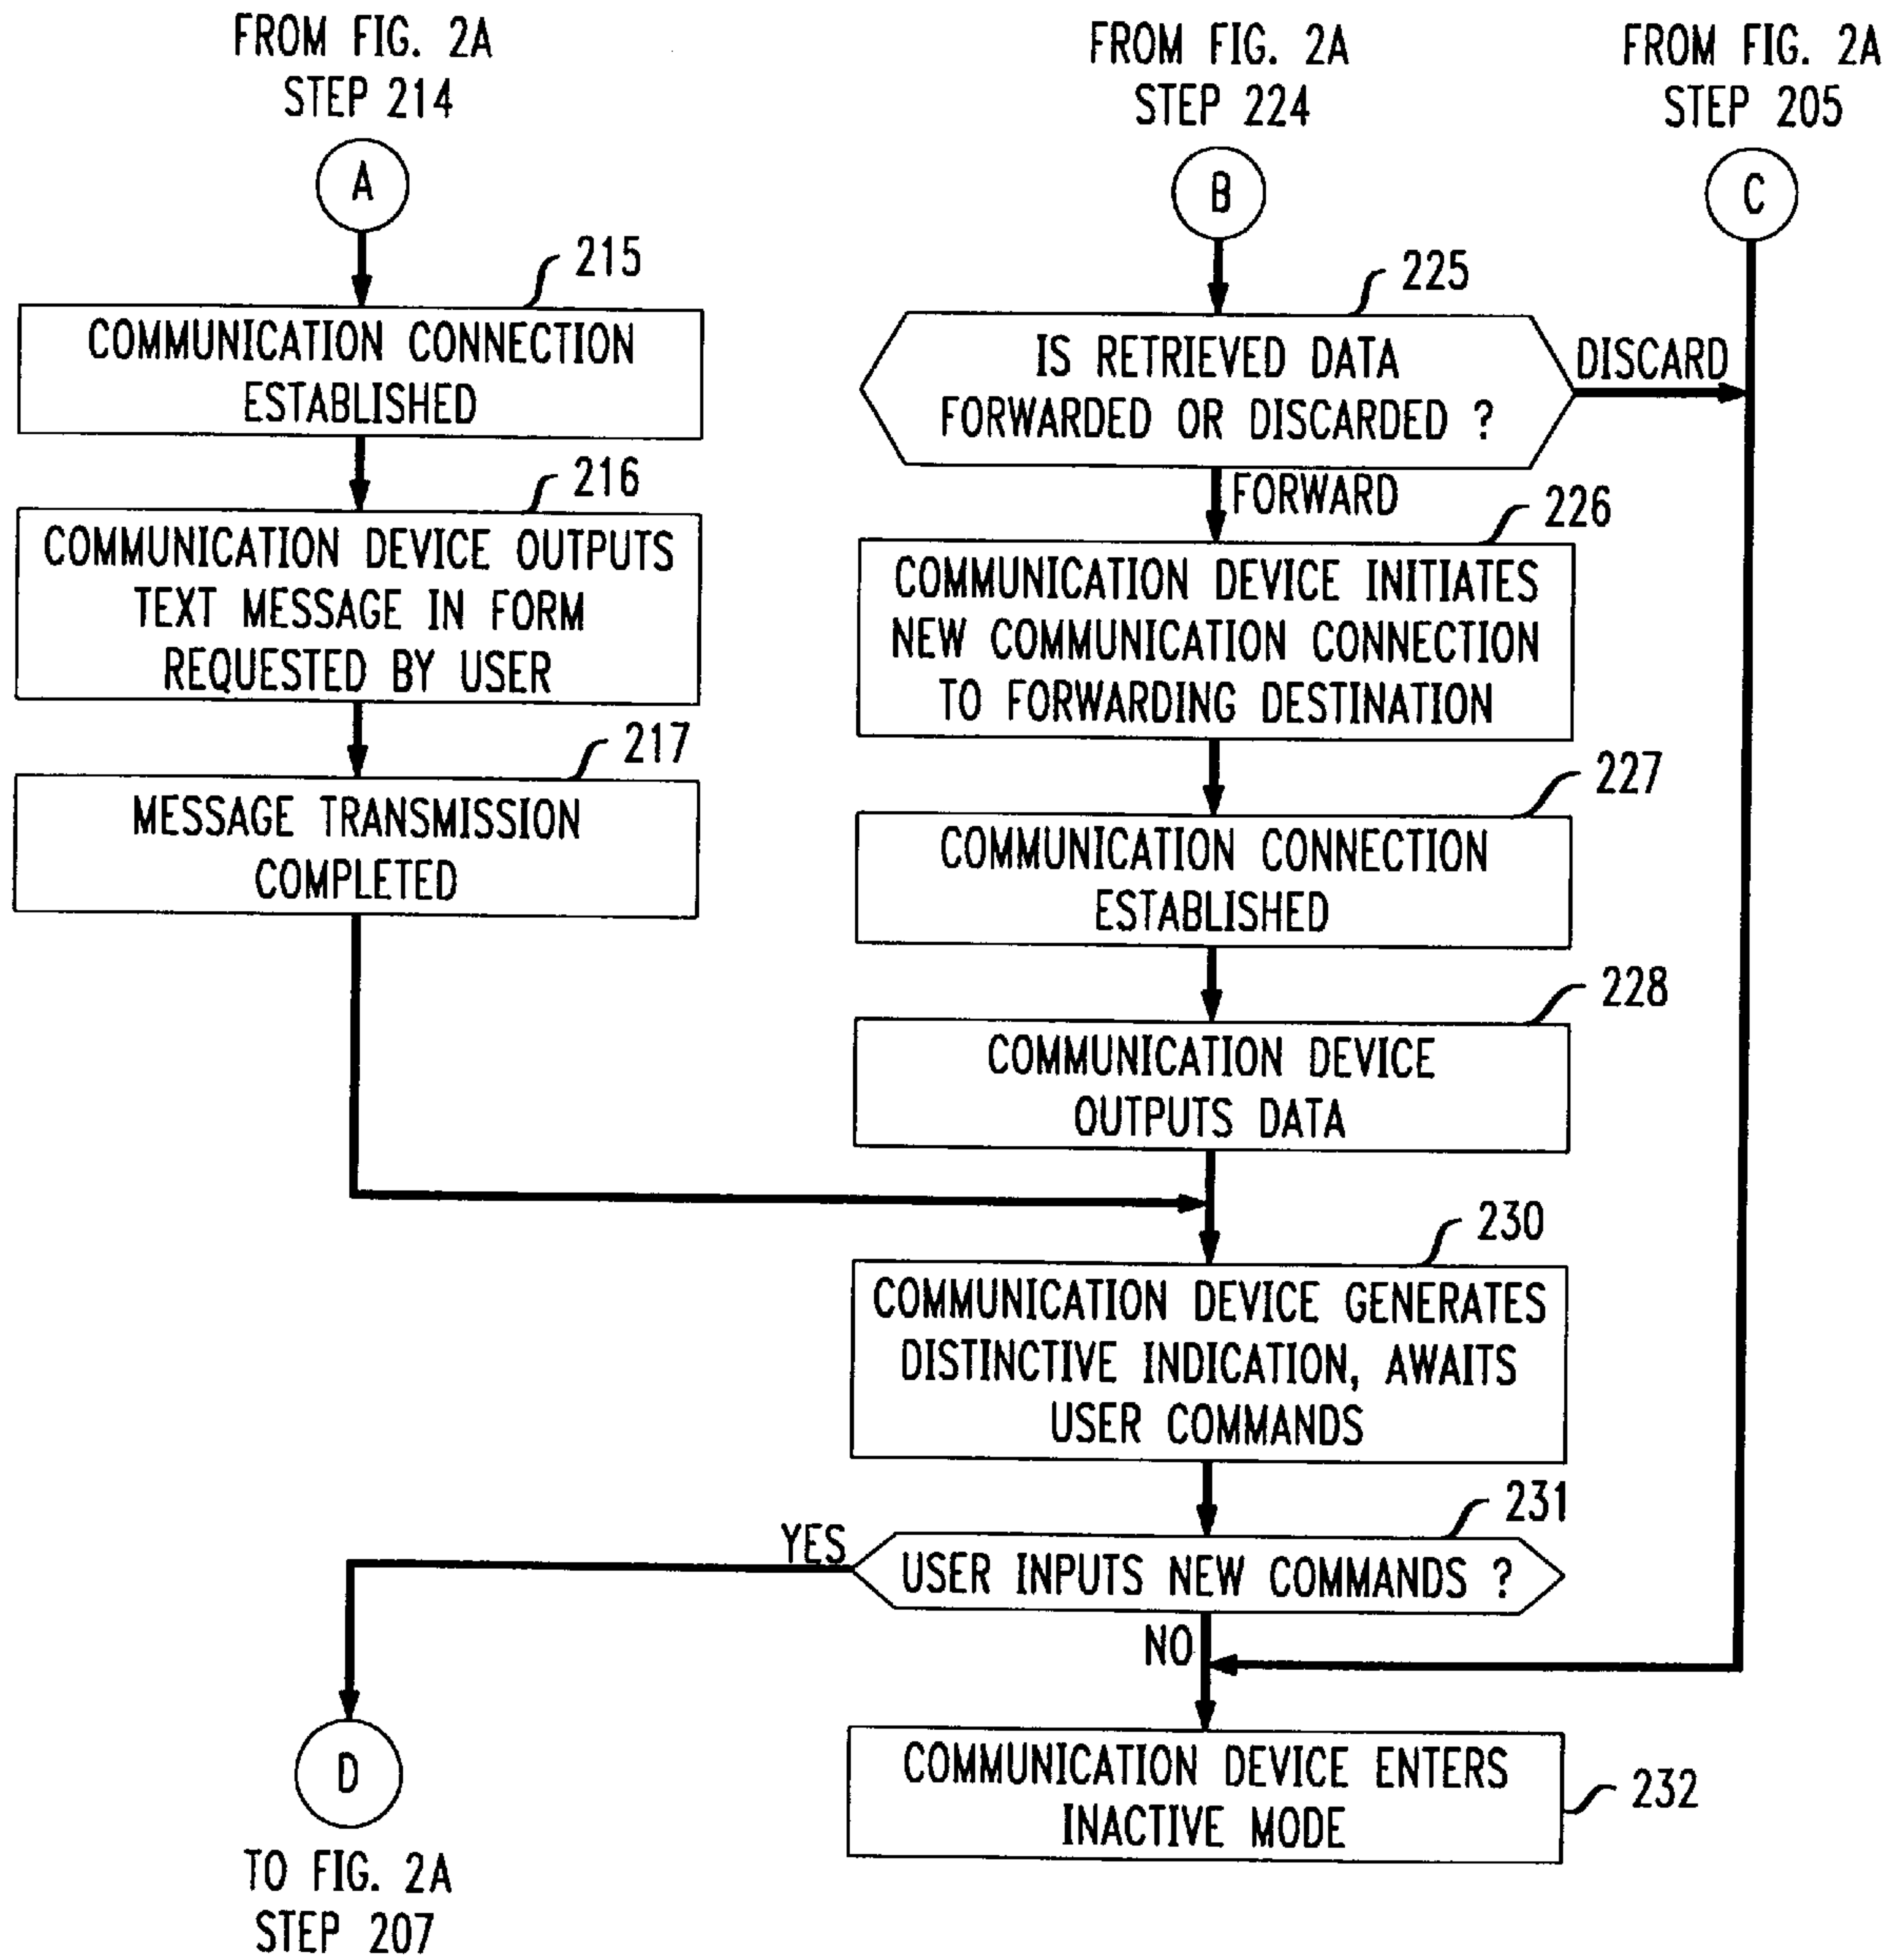 FROM FIG. 2A
STEP 214
A
215
COMMUNICATION CONNECTION
ESTABLISHED
216
COMMUNICATION DEVICE OUTPUTS
TEXT MESSAGE IN FORM
REQUESTED BY USER
217
MESSAGE TRANSMISSION
COMPLETED
FROM FIG. 2A
STEP 224
B
225
IS RETRIEVED DATA
FORWARDED OR DISCARDED ?
DISCARD
FORWARD
226
COMMUNICATION DEVICE INITIATES
NEW COMMUNICATION CONNECTION
TO FORWARDING DESTINATION
227
COMMUNICATION CONNECTION
ESTABLISHED
228
COMMUNICATION DEVICE
OUTPUTS DATA
230
COMMUNICATION DEVICE GENERATES
DISTINCTIVE INDICATION, AWAITS
USER COMMANDS
231
USER INPUTS NEW COMMANDS ?
YES
NO
FROM FIG. 2A
STEP 205
C
COMMUNICATION DEVICE ENTERS
INACTIVE MODE
232
D
TO FIG. 2A
STEP 207